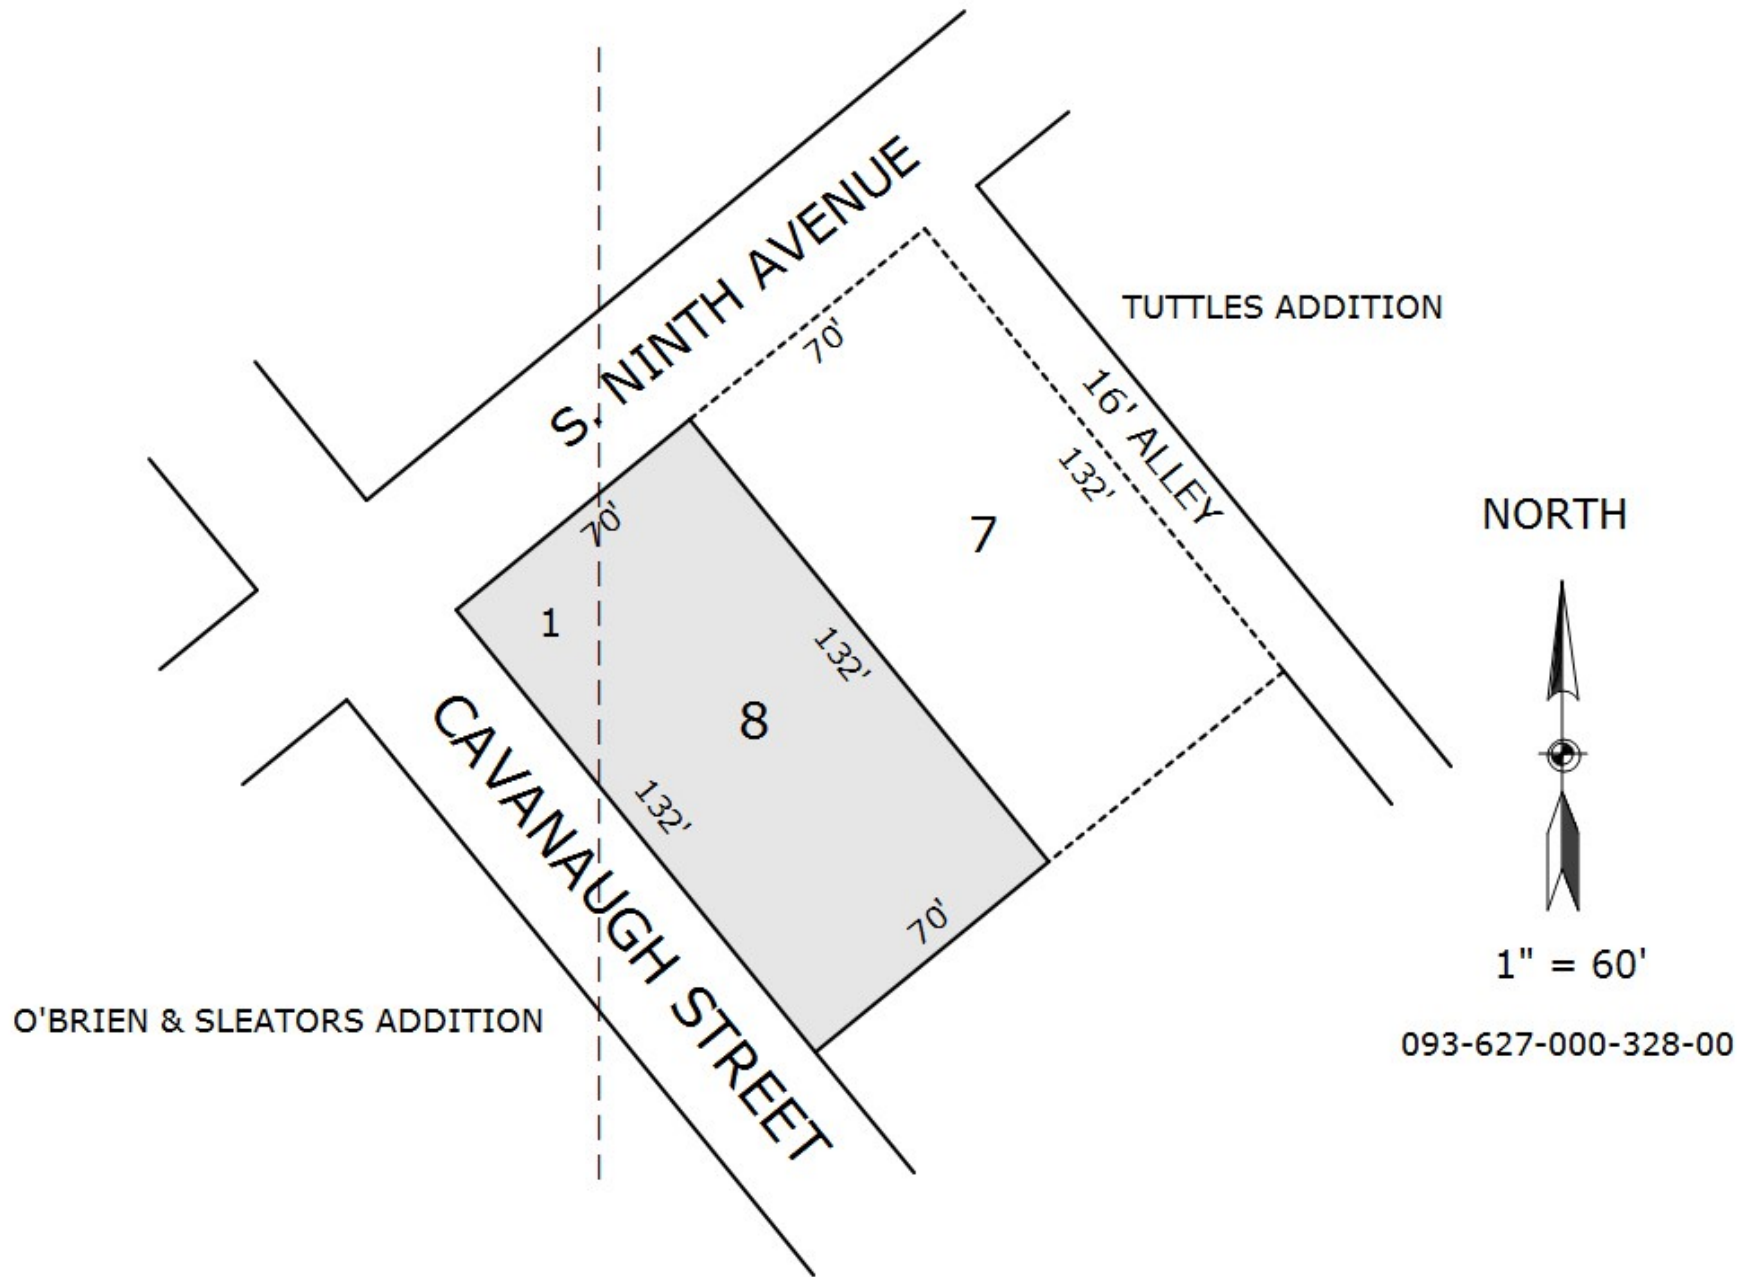 S. NINTH AVENUE
TUTTLES ADDITION
70'
16' ALLEY
132'
70'
7
NORTH
1
132'
8
CAVANAUGH STREET
132'
70'
1" = 60'
O'BRIEN & SLEATORS ADDITION
093-627-000-328-00